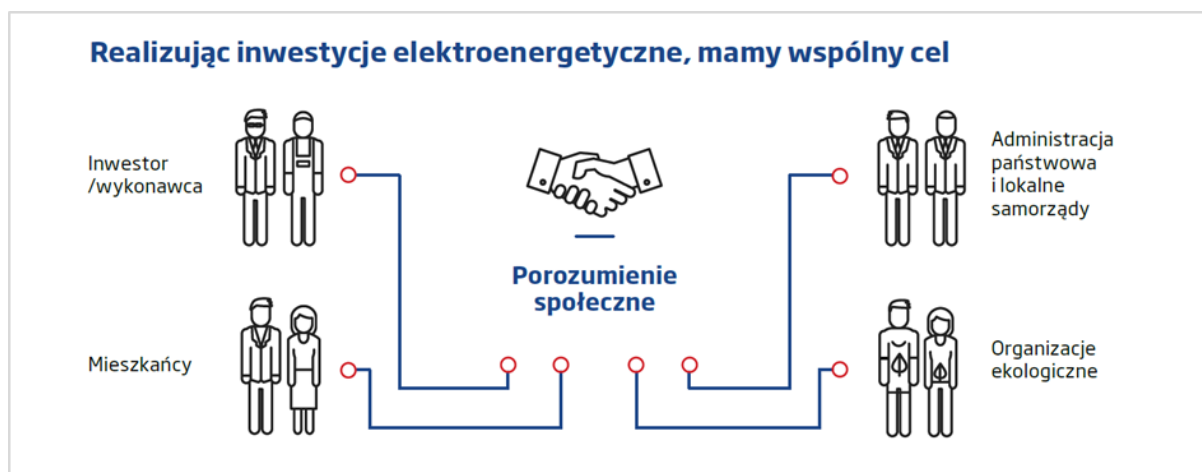 Realizując inwestycje elektroenergetyczne, mamy wspólny cel
Inwestor
/wykonawca
Administracja
państwowa
i lokalne
samorządy
Porozumienie
społeczne
Mieszkańcy
Organizacje
ekologiczne